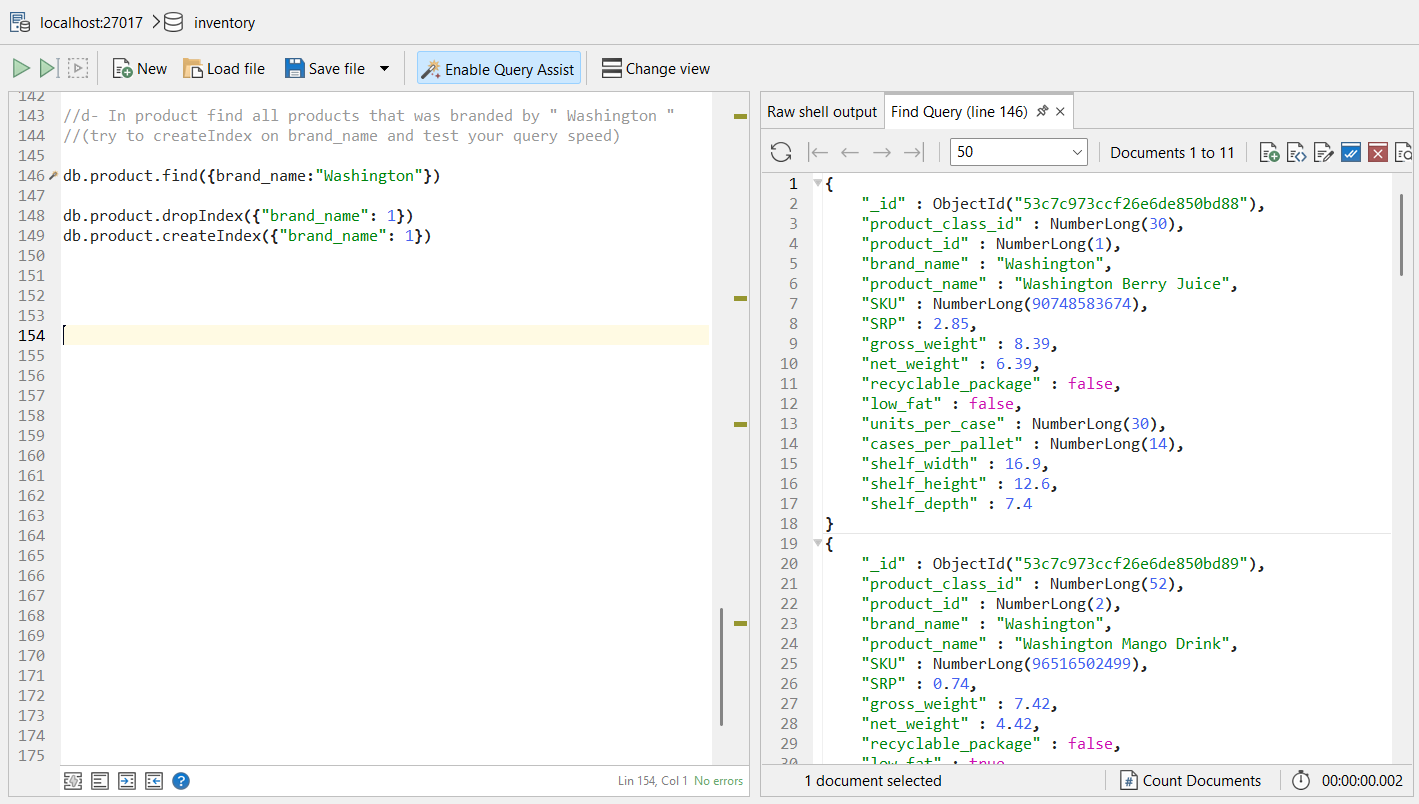 localhost:27017 inventory
New Load file Save file Enable Query Assist Change view
142
143 //d- In product find all products that was branded by " Washington "
144 //(try to createIndex on brand_name and test your query speed)
145
146 db.product.find({brand_name:"Washington"})
147
148 db.product.dropIndex({"brand_name": 1})
149 db.product.createIndex({"brand_name": 1})
150
151
152
153
154
155
156
157
158
159
160
161
162
163
164
165
166
167
168
169
170
171
172
173
174
175
Lin 154, Col 1 No errors
Raw shell output Find Query (line 146)
50 Documents 1 to 11
1 {
2 "_id" : ObjectId("53c7c973ccf26e6de850bd88"),
3 "product_class_id" : NumberLong(30),
4 "product_id" : NumberLong(1),
5 "brand_name" : "Washington",
6 "product_name" : "Washington Berry Juice",
7 "SKU" : NumberLong(90748583674),
8 "SRP" : 2.85,
9 "gross_weight" : 8.39,
10 "net_weight" : 6.39,
11 "recyclable_package" : false,
12 "low_fat" : false,
13 "units_per_case" : NumberLong(30),
14 "cases_per_pallet" : NumberLong(14),
15 "shelf_width" : 16.9,
16 "shelf_height" : 12.6,
17 "shelf_depth" : 7.4
18 }
19 {
20 "_id" : ObjectId("53c7c973ccf26e6de850bd89"),
21 "product_class_id" : NumberLong(52),
22 "product_id" : NumberLong(2),
23 "brand_name" : "Washington",
24 "product_name" : "Washington Mango Drink",
25 "SKU" : NumberLong(96516502499),
26 "SRP" : 0.74,
27 "gross_weight" : 7.42,
28 "net_weight" : 4.42,
29 "recyclable_package" : false,
30 "low_fat" : true
1 document selected Count Documents 00:00:00.002